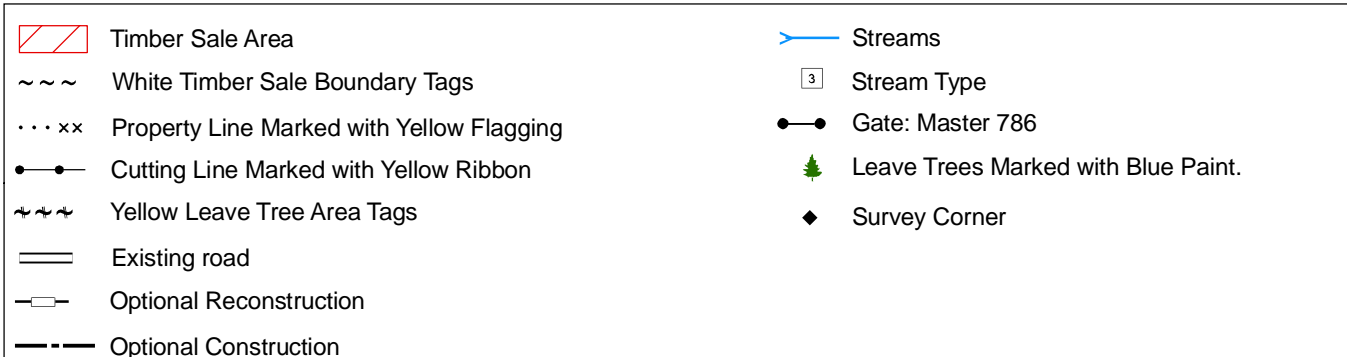 Timber Sale Area
White Timber Sale Boundary Tags
Property Line Marked with Yellow Flagging
Cutting Line Marked with Yellow Ribbon
Yellow Leave Tree Area Tags
Existing road
Optional Reconstruction
Optional Construction
Streams
3 Stream Type
Gate: Master 786
Leave Trees Marked with Blue Paint.
Survey Corner